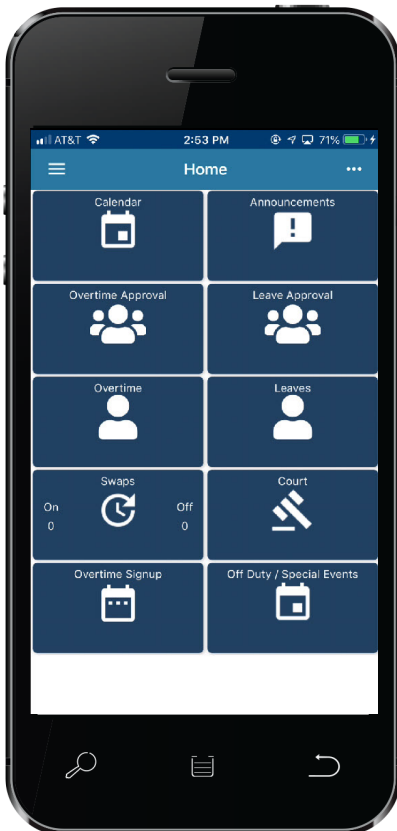 AT&T 2:53 PM 71%
Home
Calendar Announcements
Overtime Approval Leave Approval
Overtime Leaves
Swaps Court
On Off
0 0
Overtime Signup Off Duty / Special Events